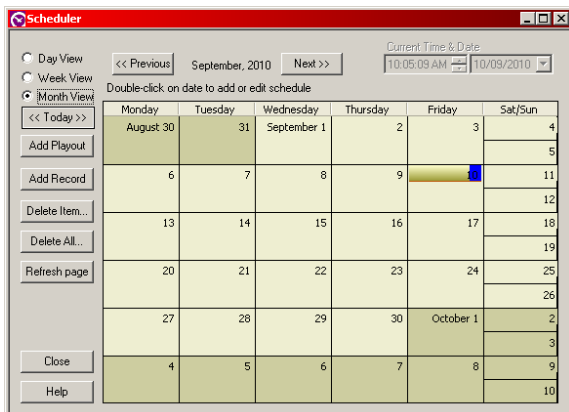 Scheduler
Day View
Week View
Month View
<< Today >>
Add Playout
Add Record
Delete Item...
Delete All...
Refresh page
Close
Help
<< Previous
September, 2010
Next >>
Current Time & Date
10:05:09 AM
10/09/2010
Double-click on date to add or edit schedule
Monday Tuesday Wednesday Thursday Friday Sat/Sun
August 30 31 September 1 2 3 4
5
6 7 8 9 10 11
12
13 14 15 16 17 18
19
20 21 22 23 24 25
26
27 28 29 30 October 1 2
3
4 5 6 7 8 9
10